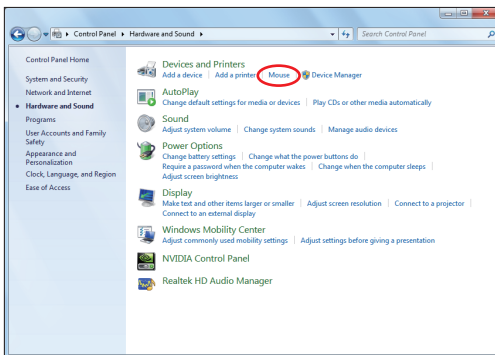 Control Panel ▸ Hardware and Sound ▸
Search Control Panel
Control Panel Home
System and Security
Network and Internet
Hardware and Sound
Programs
User Accounts and Family
Safety
Appearance and
Personalization
Clock, Language, and Region
Ease of Access
Devices and Printers
Add a device | Add a printer | Mouse | Device Manager
AutoPlay
Change default settings for media or devices | Play CDs or other media automatically
Sound
Adjust system volume | Change system sounds | Manage audio devices
Power Options
Change battery settings | Change what the power buttons do |
Require a password when the computer wakes | Change when the computer sleeps |
Adjust screen brightness
Display
Make text and other items larger or smaller | Adjust screen resolution | Connect to a projector |
Connect to an external display
Windows Mobility Center
Adjust commonly used mobility settings | Adjust settings before giving a presentation
NVIDIA Control Panel
Realtek HD Audio Manager